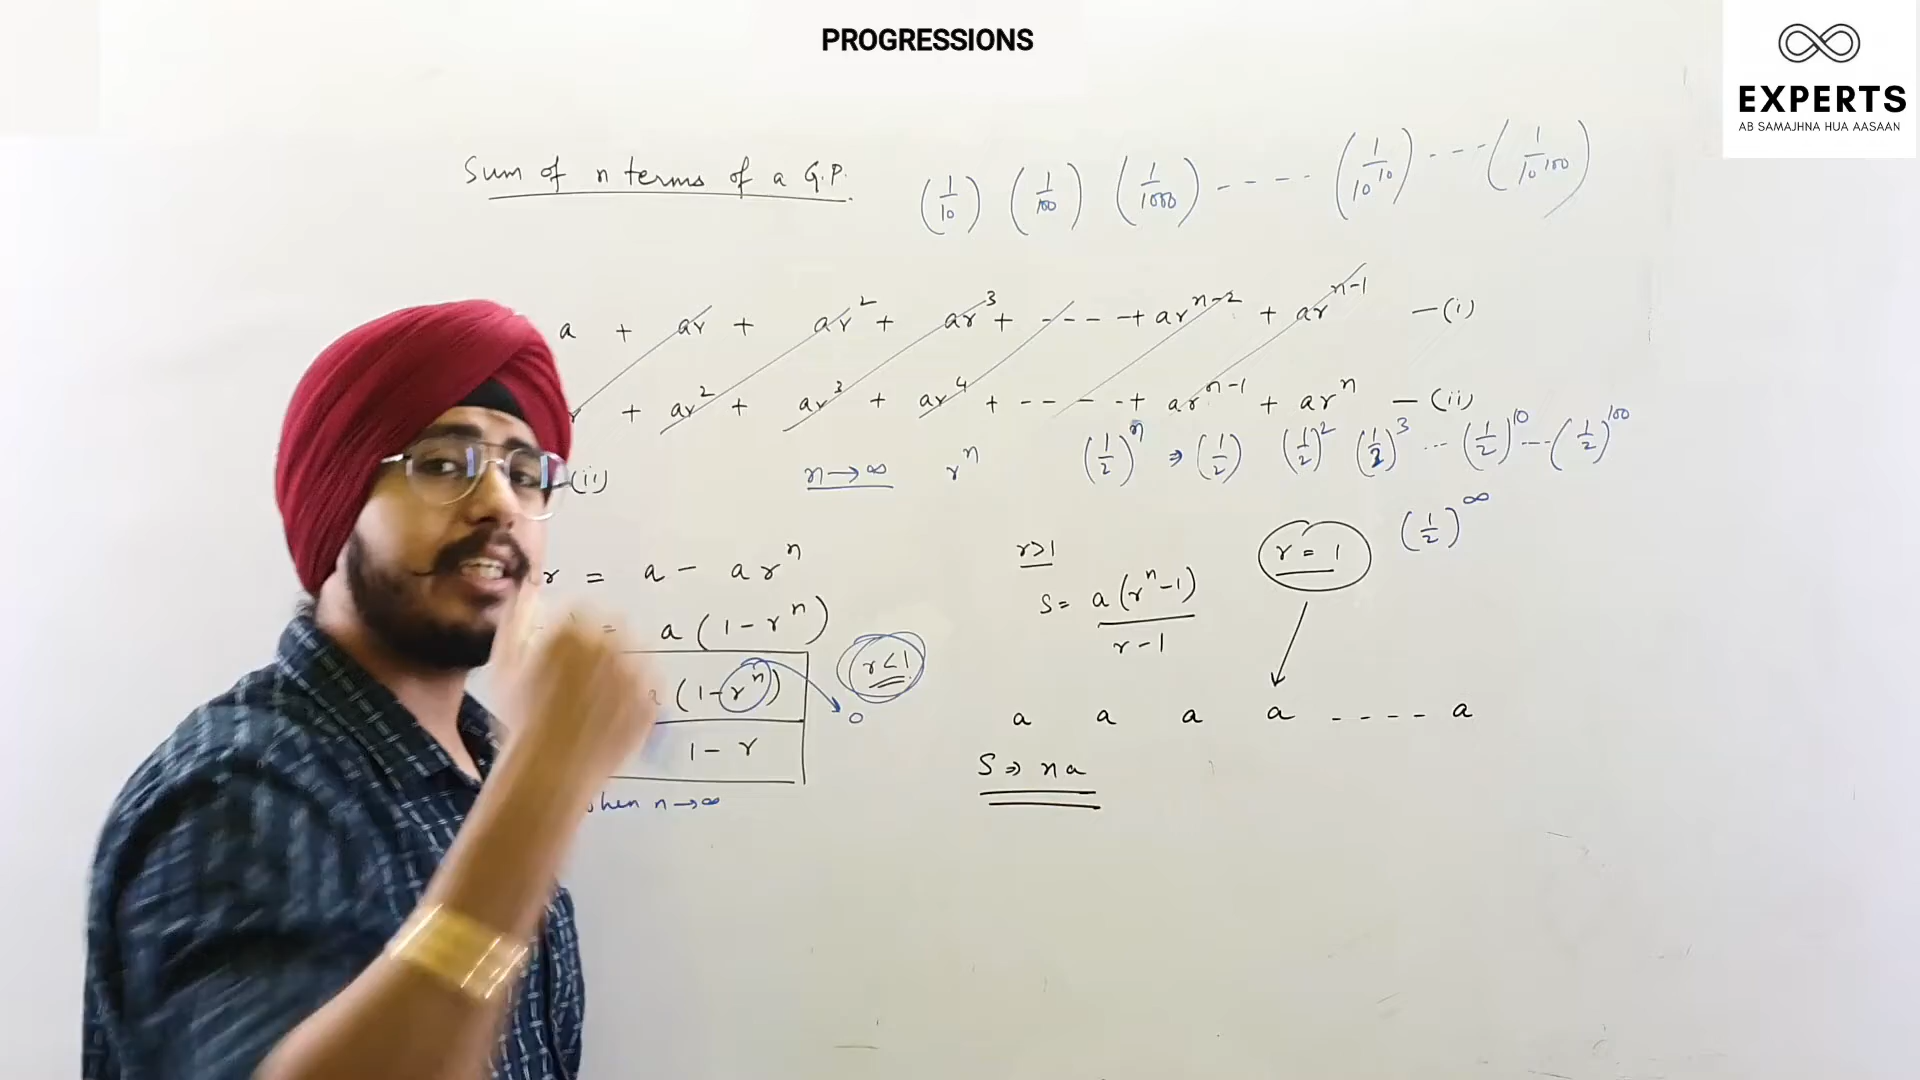 PROGRESSIONS
EXPERTS
AB SAMAJHNA HUA AASAAN
Sum of n terms of a G.P.
(1/10) (1/100) (1/1000) ----- (1/10^10) --- (1/10^100)
a + ar + ar^2 + ar^3 + ---- + ar^n-2 + ar^n-1 —(i)
+ ar^2 + ar^3 + ar^4 + ---- + ar^n-1 + ar^n —(ii)
(ii) n→∞ r^n (1/2)^n ⇒ (1/2) (1/2)^2 (1/2)^3 ... (1/2)^10 --- (1/2)^100
r>1 r = 1 (1/2)^∞
r = a - ar^n
S = a(r^n-1)/r-1
= a(1-r^n)
a(1-r^n) r<1
1-r 0
a a a a ---- a
S ⇒ na
when n→∞